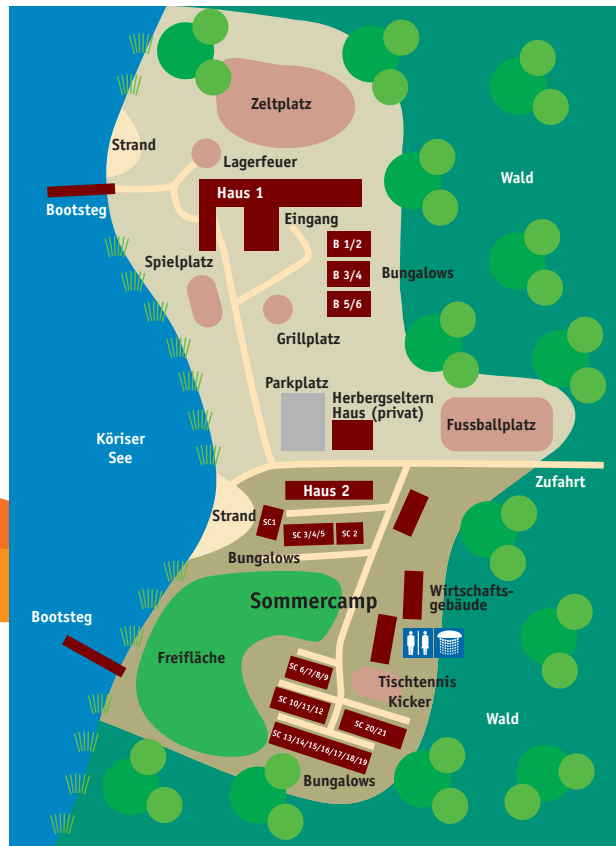 Zeltplatz
Strand
Lagerfeuer
Wald
Haus 1
Bootsteg
Eingang
B 1/2
Spielplatz
B 3/4
Bungalows
B 5/6
Grillplatz
Parkplatz
Herbergseltern
Haus (privat)
Fussballplatz
Köriser
See
Zufahrt
Haus 2
Strand
SC1
SC 3/4/5
SC 2
Bungalows
Wirtschafts-
gebäude
Sommercamp
Bootsteg
Freifläche
SC 6/7/8/9
Tischtennis
Kicker
SC 10/11/12
SC 20/21
Wald
SC 13/14/15/16/17/18/19
Bungalows